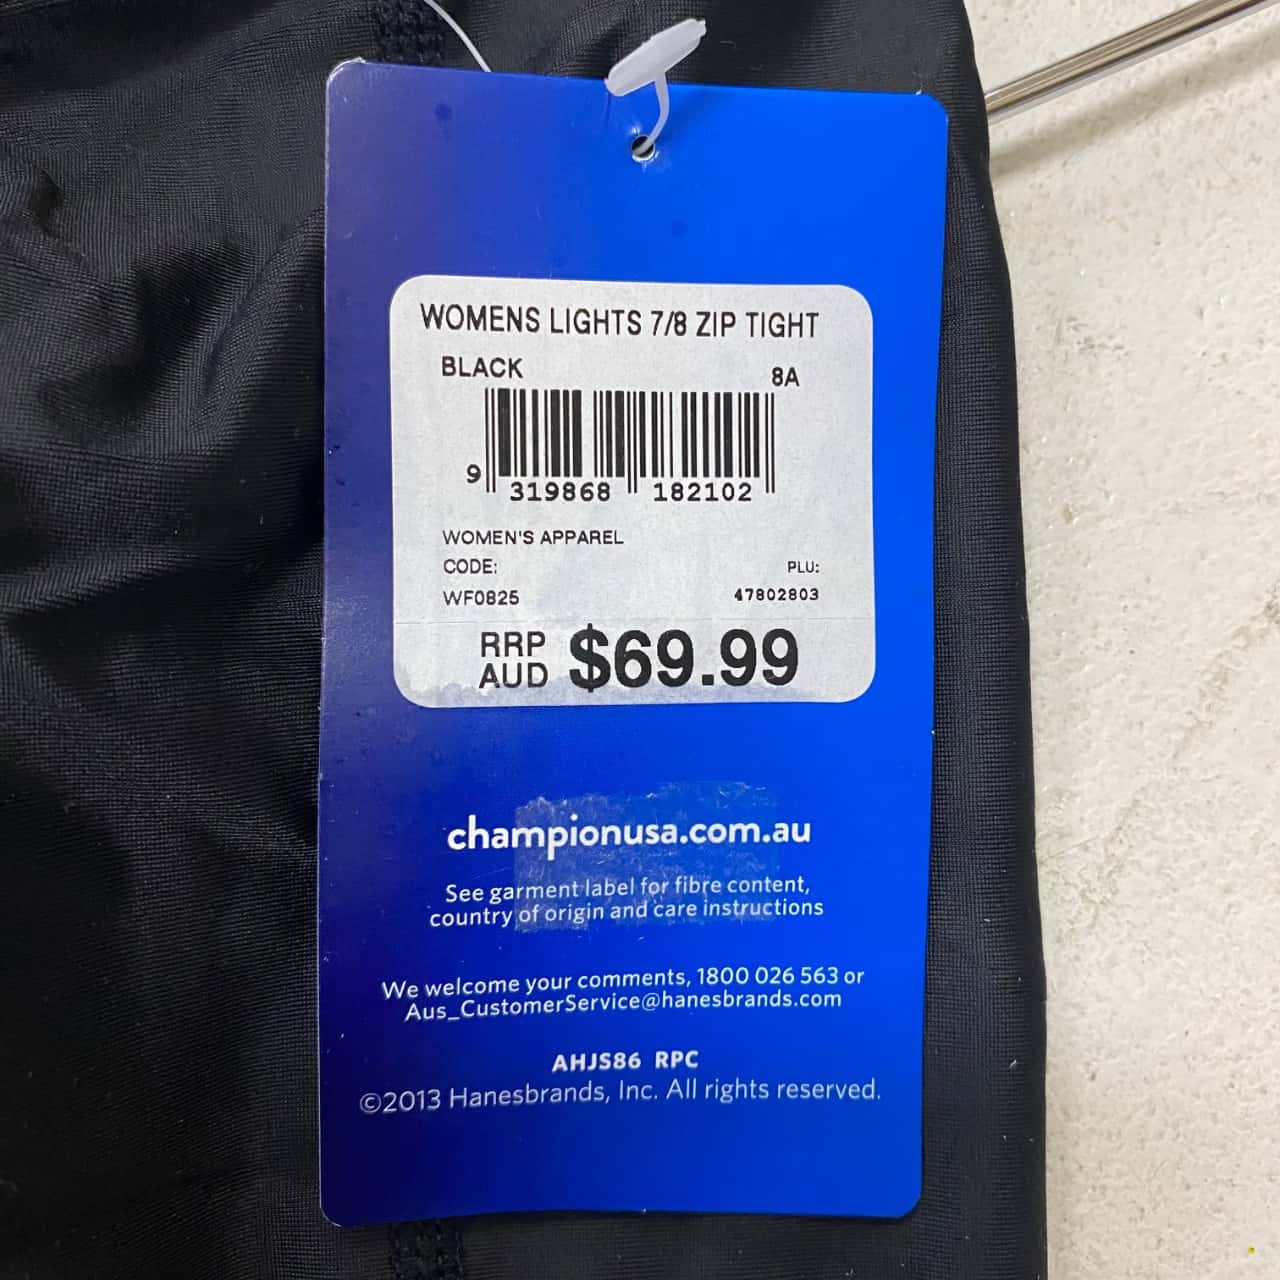 WOMENS LIGHTS 7/8 ZIP TIGHT
BLACK 8A
9 319868 182102
WOMEN'S APPAREL
CODE: PLU:
WF0825 47802803
RRP
AUD $69.99
championusa.com.au
See garment label for fibre content,
country of origin and care instructions
We welcome your comments, 1800 026 563 or
Aus_CustomerService@hanesbrands.com
AHJS86 RPC
©2013 Hanesbrands, Inc. All rights reserved.